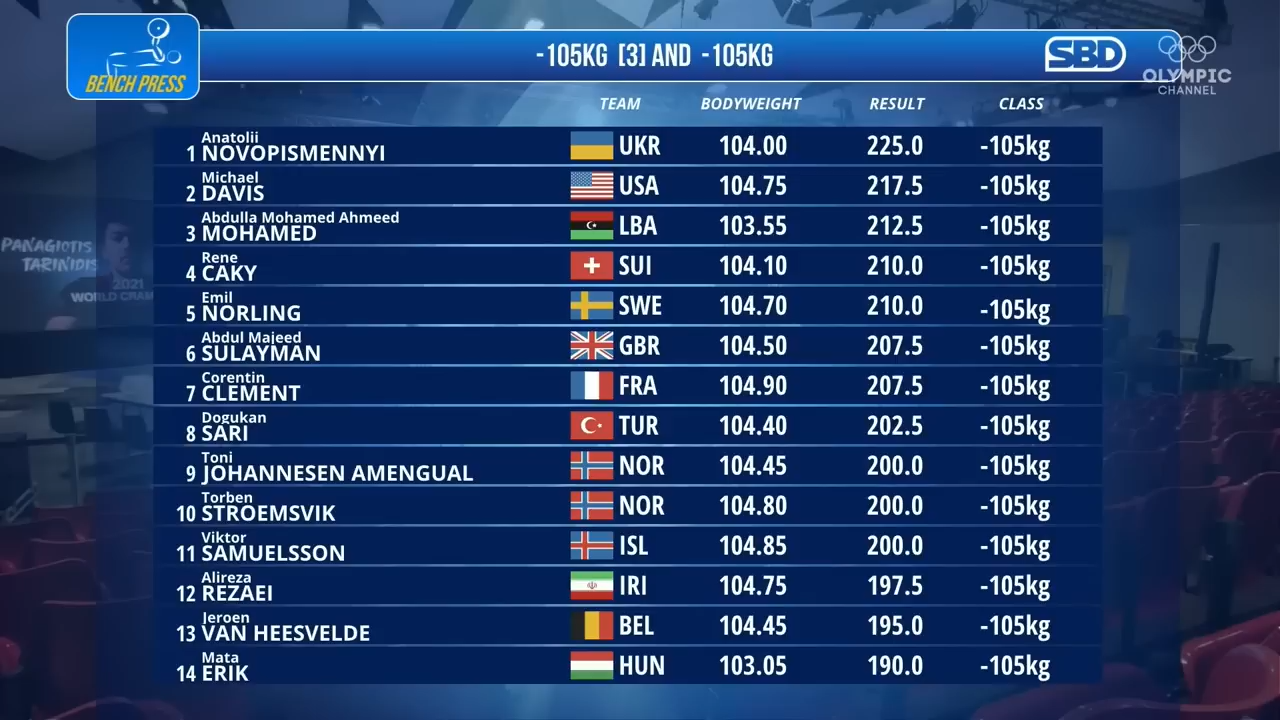 BENCH PRESS
-105KG [3] AND -105KG
SBD
OLYMPIC
CHANNEL
TEAM BODYWEIGHT RESULT CLASS
Anatolii
1 NOVOPISMENNYI UKR 104.00 225.0 -105kg
Michael
2 DAVIS USA 104.75 217.5 -105kg
Abdulla Mohamed Ahmeed
3 MOHAMED LBA 103.55 212.5 -105kg
Rene
4 CAKY SUI 104.10 210.0 -105kg
Emil
5 NORLING SWE 104.70 210.0 -105kg
Abdul Majeed
6 SULAYMAN GBR 104.50 207.5 -105kg
Corentin
7 CLEMENT FRA 104.90 207.5 -105kg
Dogukan
8 SARI TUR 104.40 202.5 -105kg
Toni
9 JOHANNESEN AMENGUAL NOR 104.45 200.0 -105kg
Torben
10 STROEMSVIK NOR 104.80 200.0 -105kg
Viktor
11 SAMUELSSON ISL 104.85 200.0 -105kg
Alireza
12 REZAEI IRI 104.75 197.5 -105kg
Jeroen
13 VAN HEESVELDE BEL 104.45 195.0 -105kg
Mata
14 ERIK HUN 103.05 190.0 -105kg
PANAGIOTIS
TARINIDIS
2021
WORLD